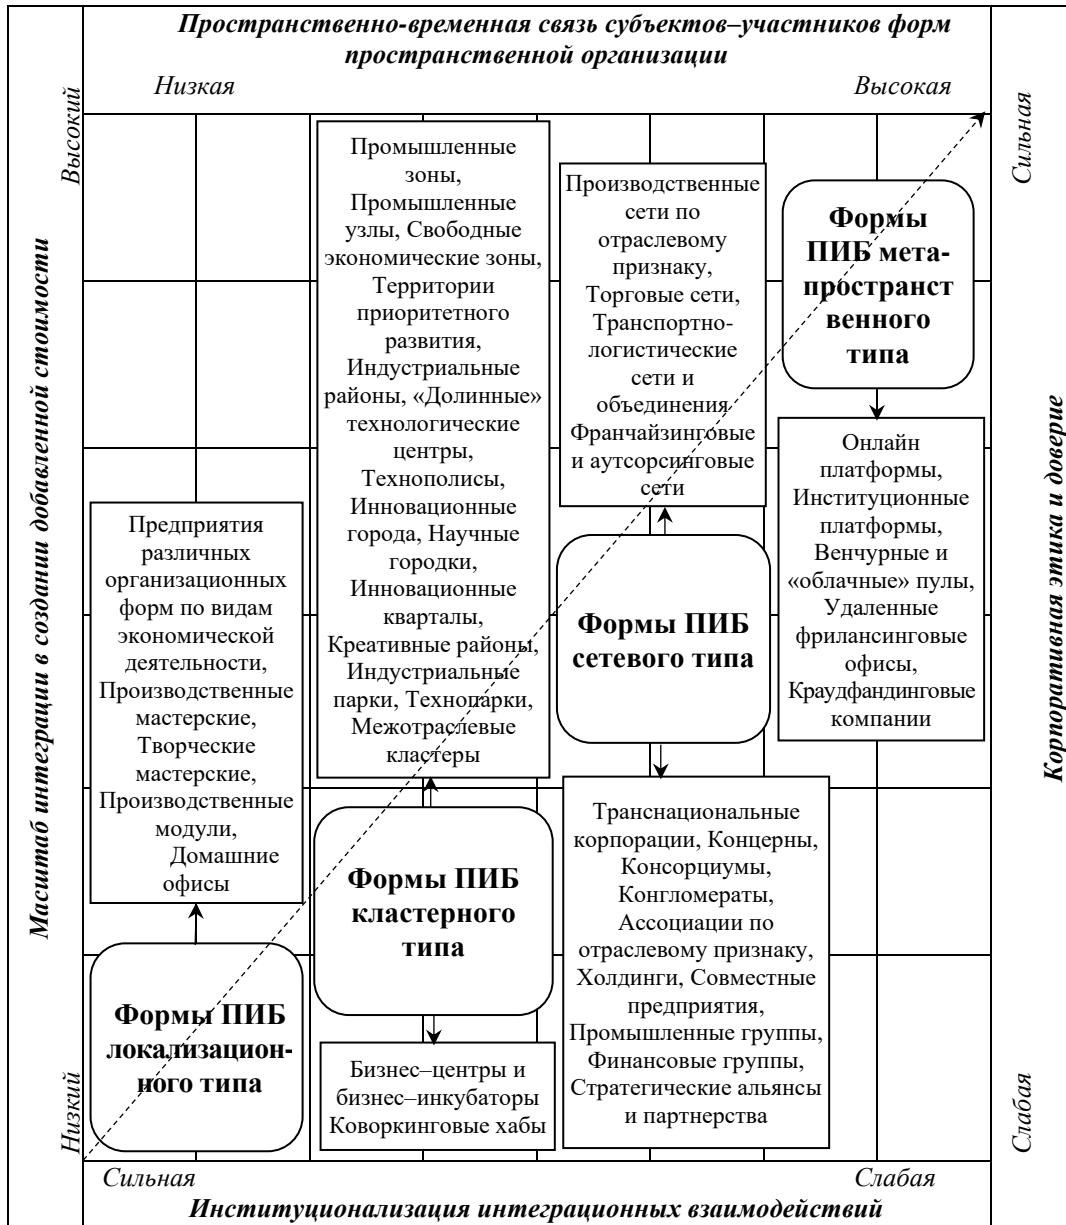 Пространственно-временная связь субъектов–участников форм
пространственной организации
Низкая
Высокая
Масштаб интеграции в создании добавленной стоимости
Высокий
Низкий
Предприятия
различных
организационных
форм по видам
экономической
деятельности,
Производственные
мастерские,
Творческие
мастерские,
Производственные
модули,
Домашние
офисы
Формы ПИБ
локализацион-
ного типа
Промышленные
зоны,
Промышленные
узлы, Свободные
экономические зоны,
Территории
приоритетного
развития,
Индустриальные
районы, «Долинные»
технологические
центры,
Технополисы,
Инновационные
города, Научные
городки,
Инновационные
кварталы,
Креативные районы,
Индустриальные
парки, Технопарки,
Межотраслевые
кластеры
Формы ПИБ
кластерного
типа
Бизнес–центры и
бизнес–инкубаторы
Коворкинговые хабы
Производственные
сети по
отраслевому
признаку,
Торговые сети,
Транспортно-
логистические
сети и
объединения
Франчайзинговые
и аутсорсинговые
сети
Формы ПИБ
сетевого типа
Транснациональные
корпорации, Концерны,
Консорциумы,
Конгломераты,
Ассоциации по
отраслевому признаку,
Холдинги, Совместные
предприятия,
Промышленные группы,
Финансовые группы,
Стратегические альянсы
и партнерства
Формы
ПИБ мета-
пространст
венного
типа
Онлайн
платформы,
Институционные
платформы,
Венчурные и
«облачные» пулы,
Удаленные
фрилансинговые
офисы,
Краудфандинговые
компании
Сильная
Слабая
Корпоративная этика и доверие
Сильная
Слабая
Институционализация интеграционных взаимодействий